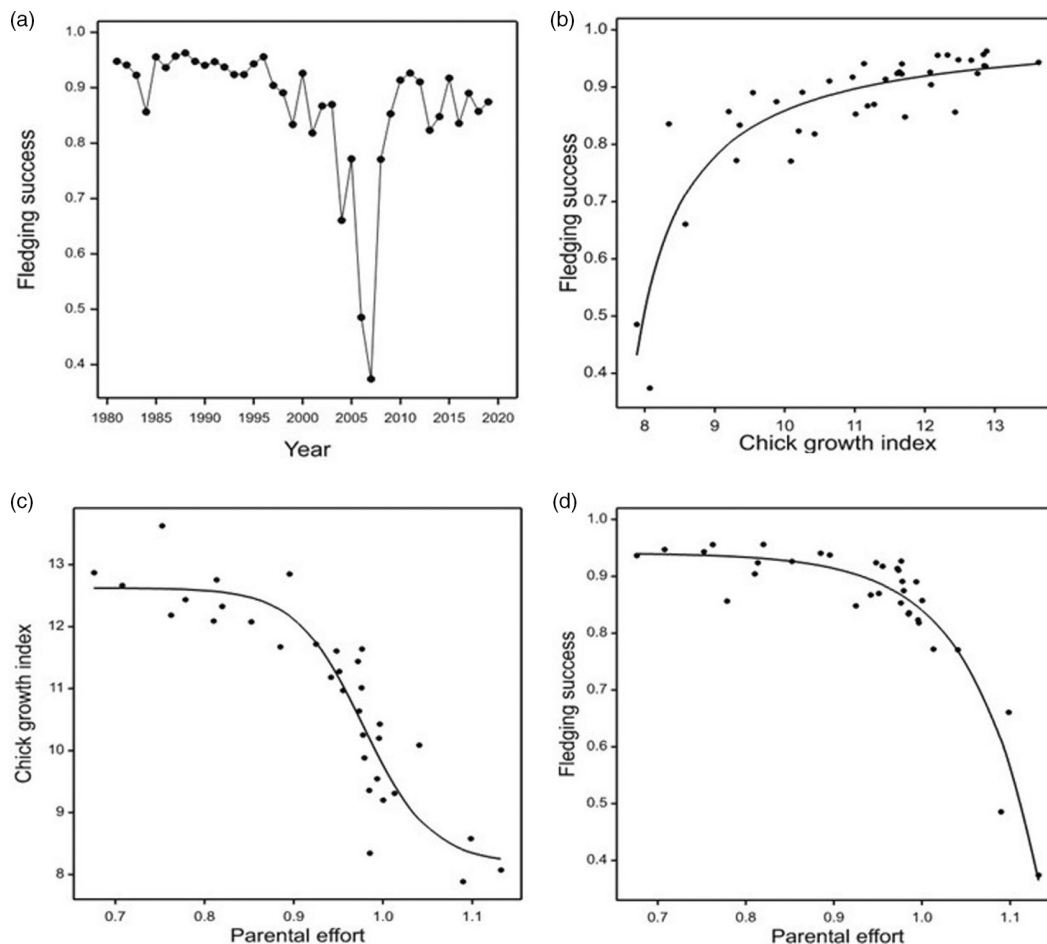 (a)
1.0
0.9
0.8
0.9
0.6
0.5
0.4
Fledging success
1980 1985 1990 1995 2000 2005 2010 2015 2020
Year
(b)
1.0
0.9
0.8
0.7
0.6
0.5
0.4
Fledging success
8 9 10 11 12 13
Chick growth index
(c)
13
12
11
10
9
8
Chick growth index
0.7 0.8 0.9 1.0 1.1
Parental effort
(d)
1.0
0.9
0.8
0.7
0.6
0.5
0.4
Fledging success
0.7 0.8 0.9 1.0 1.1
Parental effort